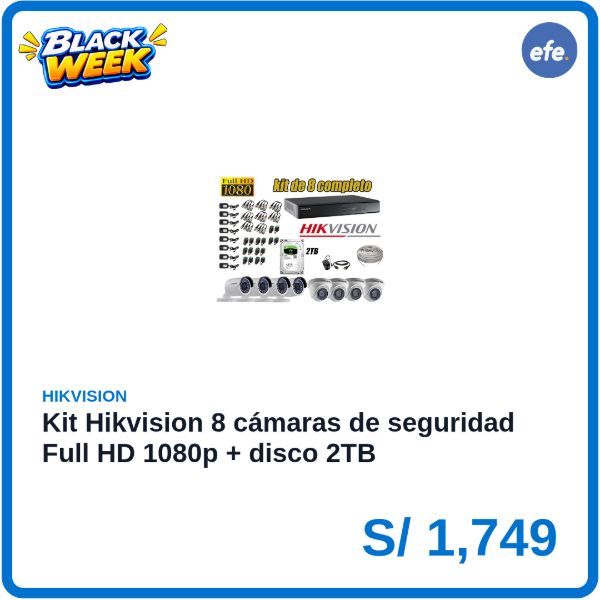 BLACK
WEEK
efe.
Full HD
1080
kit de 8 completo
HIKVISION
2TB
HIKVISION
Kit Hikvision 8 cámaras de seguridad
Full HD 1080p + disco 2TB
S/ 1,749